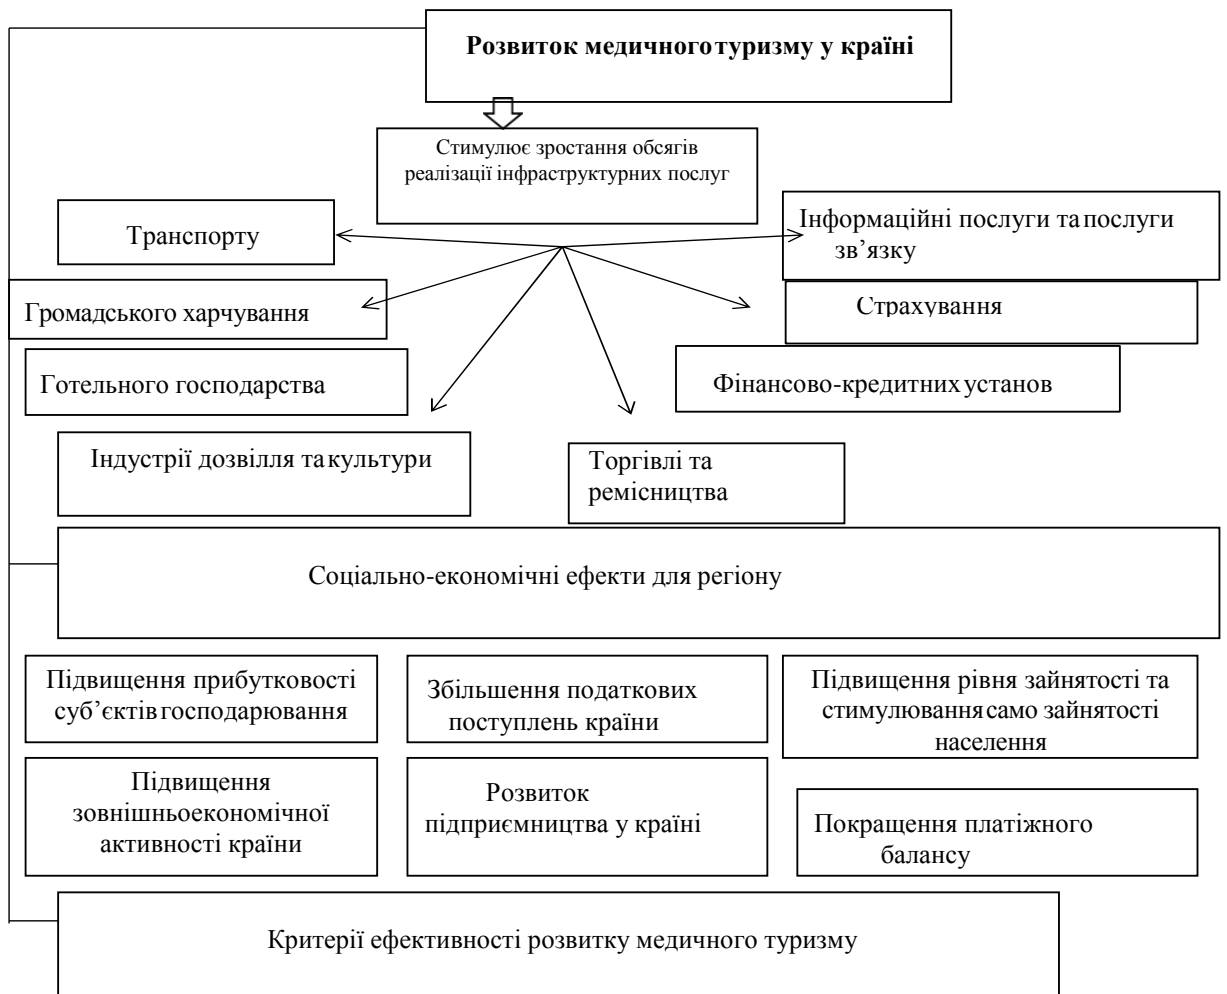 Розвиток медичного туризму у країні
Стимулює зростання обсягів
реалізації інфраструктурних послуг
Транспорту
Інформаційні послуги та послуги
зв’язку
Громадського харчування
Страхування
Готельного господарства
Фінансово-кредитних установ
Індустрії дозвілля та культури
Торгівлі та
ремісництва
Соціально-економічні ефекти для регіону
Підвищення прибутковості
суб’єктів господарювання
Збільшення податкових
поступлень країни
Підвищення рівня зайнятості та
стимулювання само зайнятості
населення
Підвищення
зовнішньоекономічної
активності країни
Розвиток
підприємництва у країні
Покращення платіжного
балансу
Критерії ефективності розвитку медичного туризму